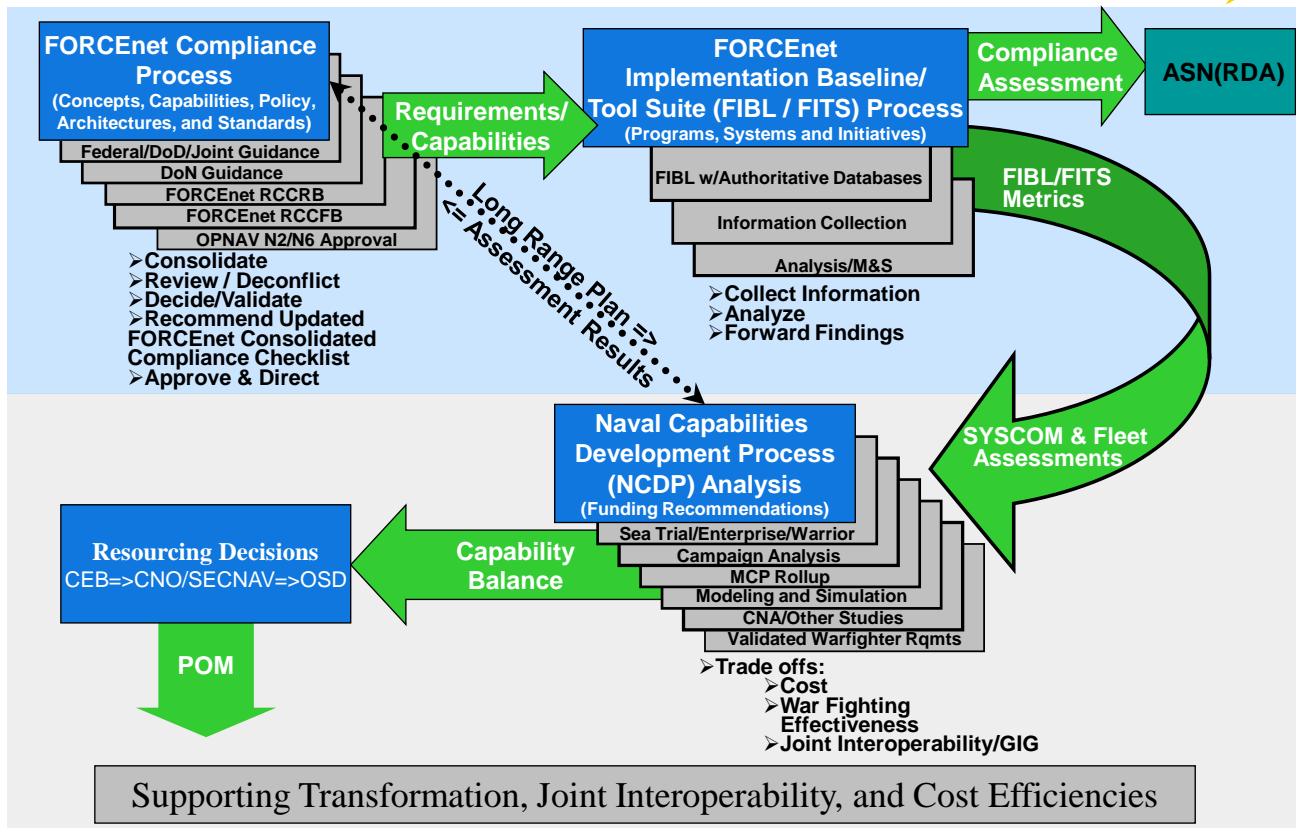 FORCEnet Compliance
Process
(Concepts, Capabilities, Policy,
Architectures, and Standards)
Federal/DoD/Joint Guidance
DoN Guidance
FORCEnet RCCRB
FORCEnet RCCFB
OPNAV N2/N6 Approval
➢Consolidate
➢Review / Deconflict
➢Decide/Validate
➢Recommend Updated
FORCEnet Consolidated
Compliance Checklist
➢Approve & Direct
Requirements/
Capabilities
FORCEnet
Implementation Baseline/
Tool Suite (FIBL / FITS) Process
(Programs, Systems and Initiatives)
FIBL w/Authoritative Databases
Information Collection
Analysis/M&S
➢Collect Information
➢Analyze
➢Forward Findings
Compliance
Assessment
ASN(RDA)
FIBL/FITS
Metrics
Long Range Plan =>
<= Assessment Results
SYSCOM & Fleet
Assessments
Naval Capabilities
Development Process
(NCDP) Analysis
(Funding Recommendations)
Sea Trial/Enterprise/Warrior
Campaign Analysis
MCP Rollup
Modeling and Simulation
CNA/Other Studies
Validated Warfighter Rqmts
➢Trade offs:
➢Cost
➢War Fighting
Effectiveness
➢Joint Interoperability/GIG
Capability
Balance
Resourcing Decisions
CEB=>CNO/SECNAV=>OSD
POM
Supporting Transformation, Joint Interoperability, and Cost Efficiencies